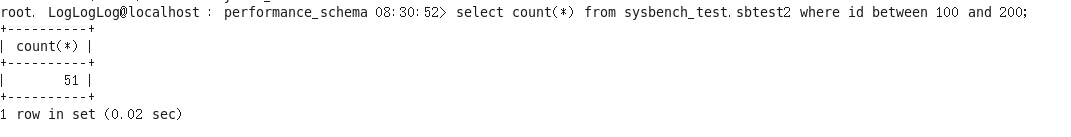 root. LogLogLog@localhost : performance_schema 08:30:52> select count(*) from sysbench_test.sbtest2 where id between 100 and 200;
+----------+
| count(*) |
+----------+
|       51 |
+----------+
1 row in set (0.02 sec)